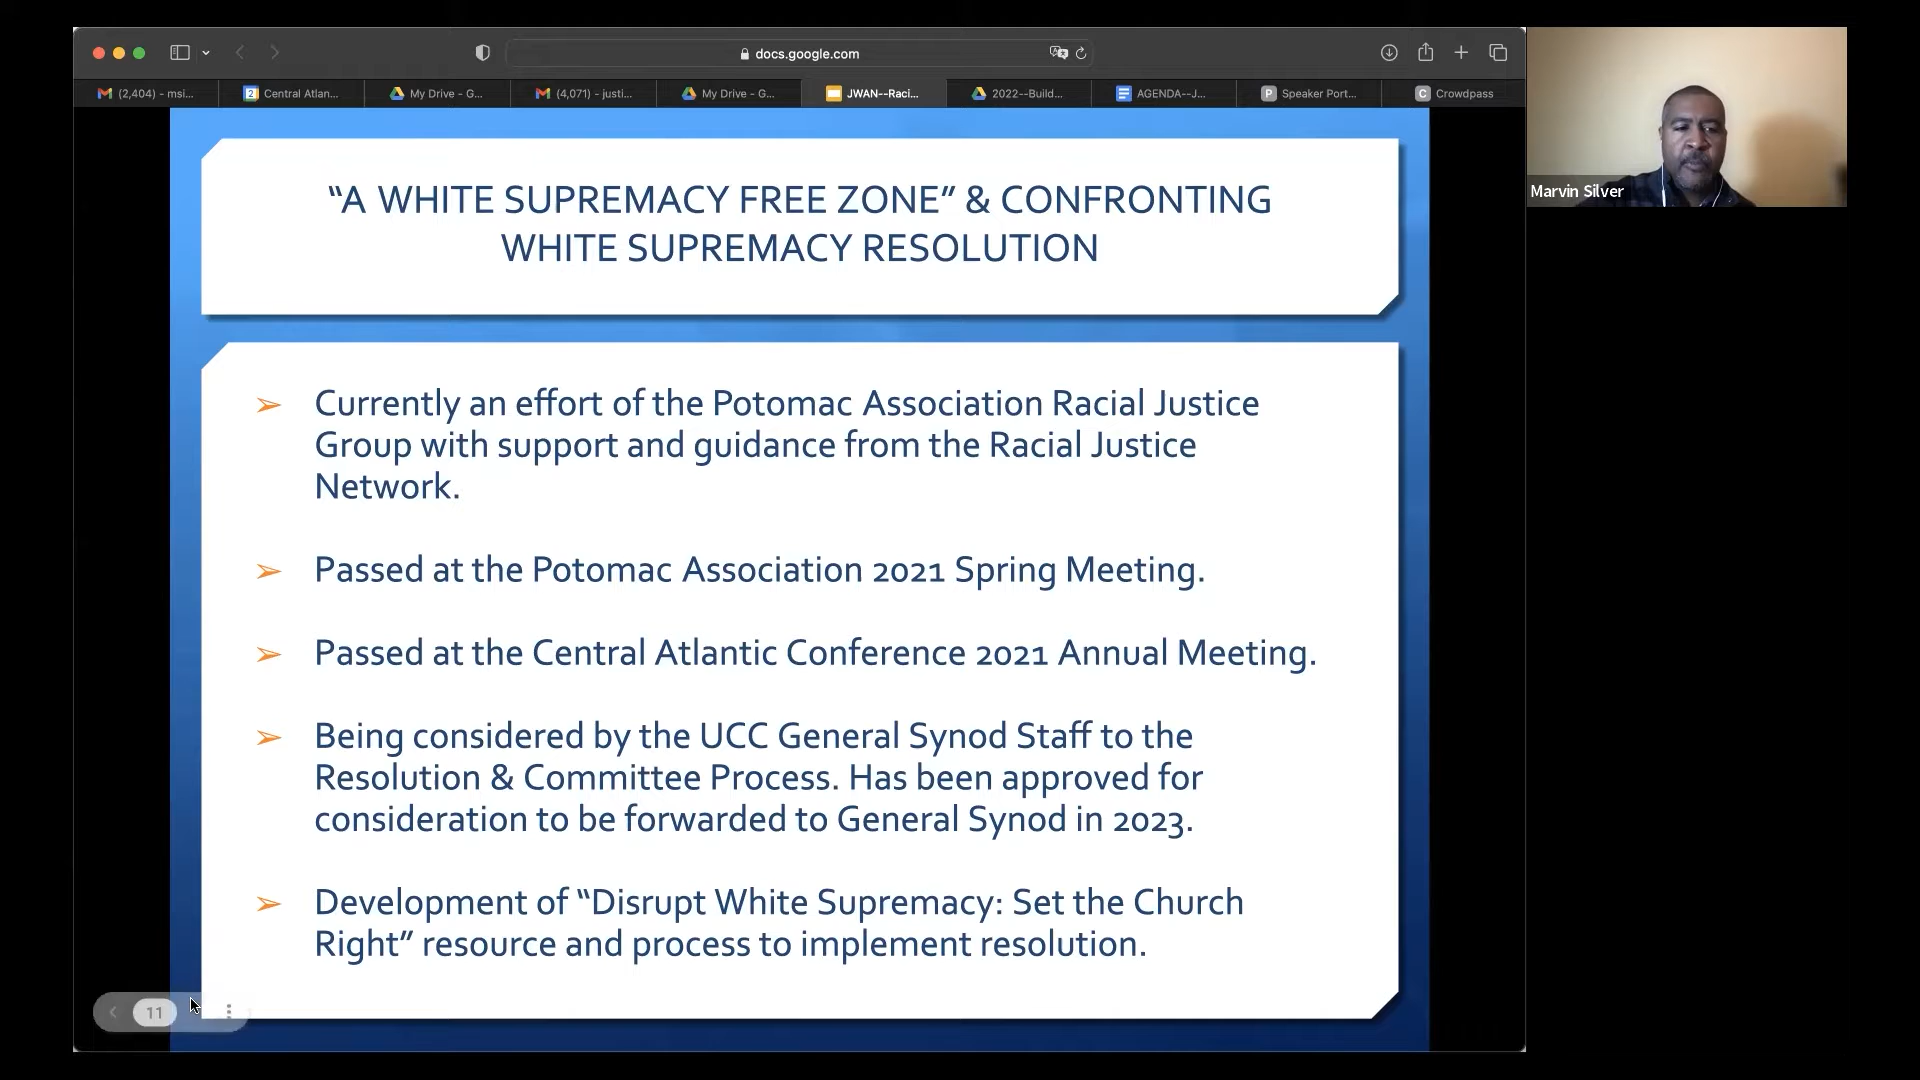 docs.google.com
(2,404) - msi...
2
Central Atlan...
My Drive - G...
(4,071) - justi...
My Drive - G...
JWAN--Raci...
2022--Build...
AGENDA--J...
P
Speaker Port...
C
Crowdpass
Marvin Silver
“A WHITE SUPREMACY FREE ZONE” & CONFRONTING
WHITE SUPREMACY RESOLUTION
➢ Currently an effort of the Potomac Association Racial Justice
Group with support and guidance from the Racial Justice
Network.
➢ Passed at the Potomac Association 2021 Spring Meeting.
➢ Passed at the Central Atlantic Conference 2021 Annual Meeting.
➢ Being considered by the UCC General Synod Staff to the
Resolution & Committee Process. Has been approved for
consideration to be forwarded to General Synod in 2023.
➢ Development of “Disrupt White Supremacy: Set the Church
Right” resource and process to implement resolution.
11